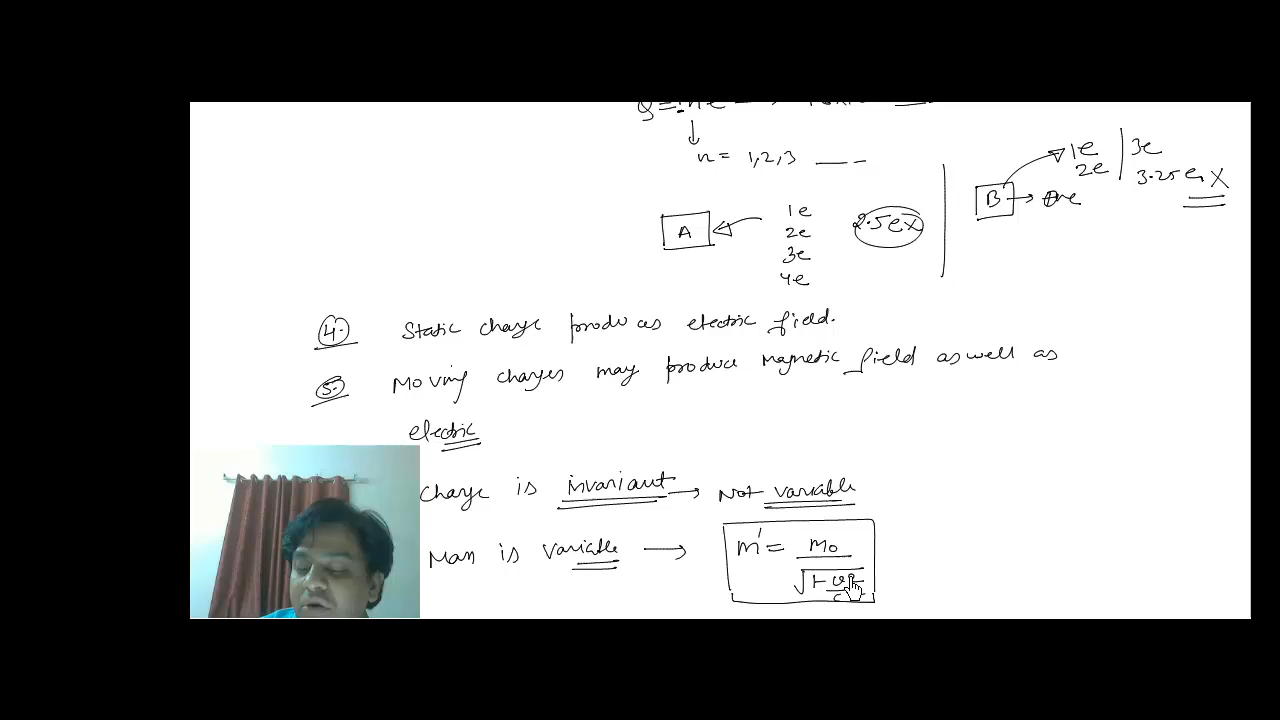 n = 1,2,3 ——–
1e
2e
3e
4e
A
2.5e X
B
1e
2e
3e
3.25e X
4. Static charge produces electric field.
5. Moving charges may produce Magnetic field as well as
electric
Charge is invariant → Not variable
Mass is variable → m' = m₀ / √1-v²/c²